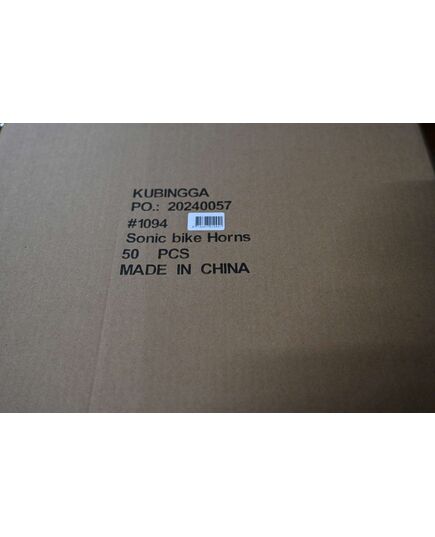 KUBINGGA
PO.: 20240057
#1094
Sonic bike Horns
50 PCS
MADE IN CHINA